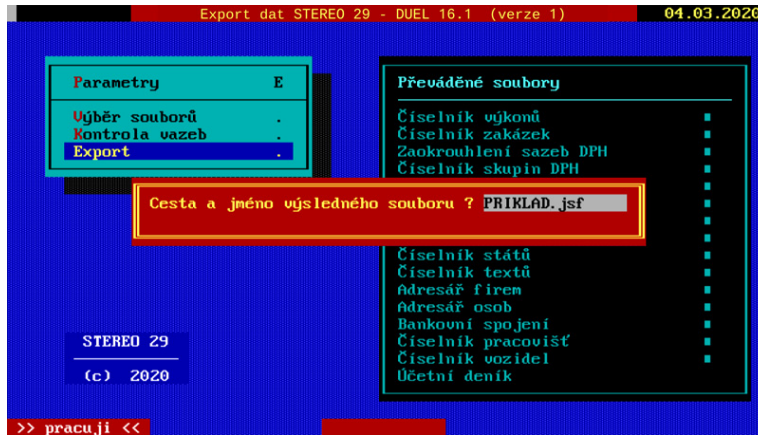 Export dat STEREO 29 - DUEL 16.1 (verze 1) 04.03.2020
Parametry E
Výběr souborů .
Kontrola vazeb .
Export .
Převáděné soubory
Číselník výkonů
Číselník zakázek
Zaokrouhlení sazeb DPH
Číselník skupin DPH
Cesta a jméno výsledného souboru ? PRIKLAD.jsf
Číselník států
Číselník textů
Adresář firem
Adresář osob
Bankovní spojení
Číselník pracovišť
Číselník vozidel
Účetní deník
STEREO 29
(c) 2020
>> pracuji <<